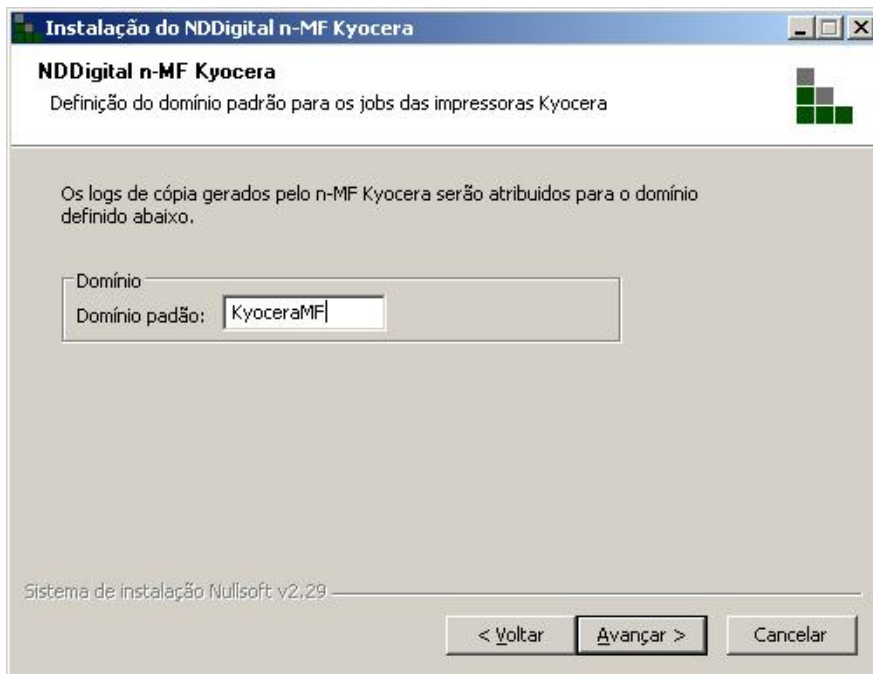 Instalação do NDDigital n-MF Kyocera
NDDigital n-MF Kyocera
Definição do domínio padrão para os jobs das impressoras Kyocera
Os logs de cópia gerados pelo n-MF Kyocera serão atribuidos para o domínio
definido abaixo.
Domínio
Domínio padão: KyoceraMF
Sistema de instalação Nullsoft v2.29
< Voltar Avançar > Cancelar